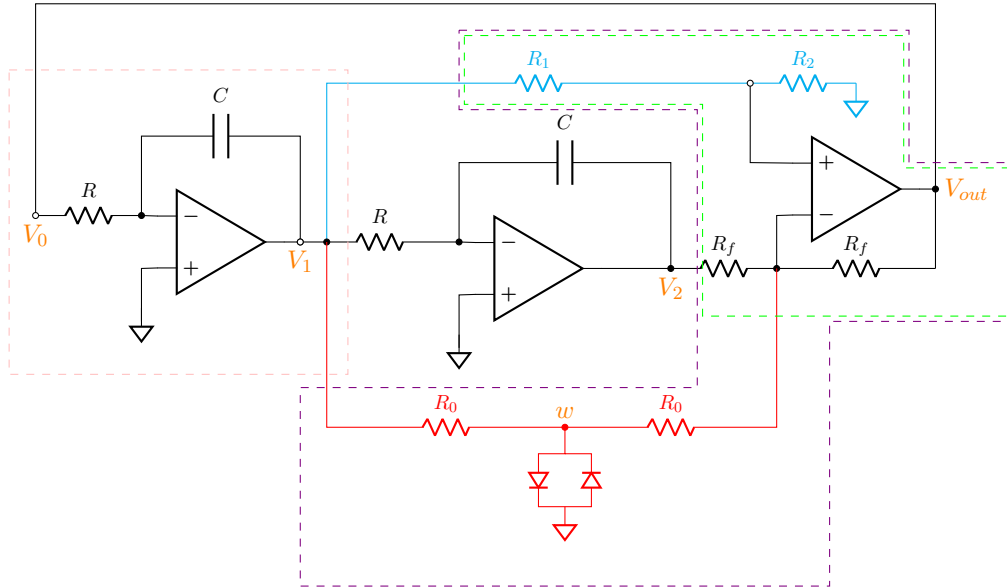 R₁
R₂
C
C
R
V₀
−
+
V₁
R
−
+
V₂
R_f
+
−
R_f
V_out
R₀
w
R₀